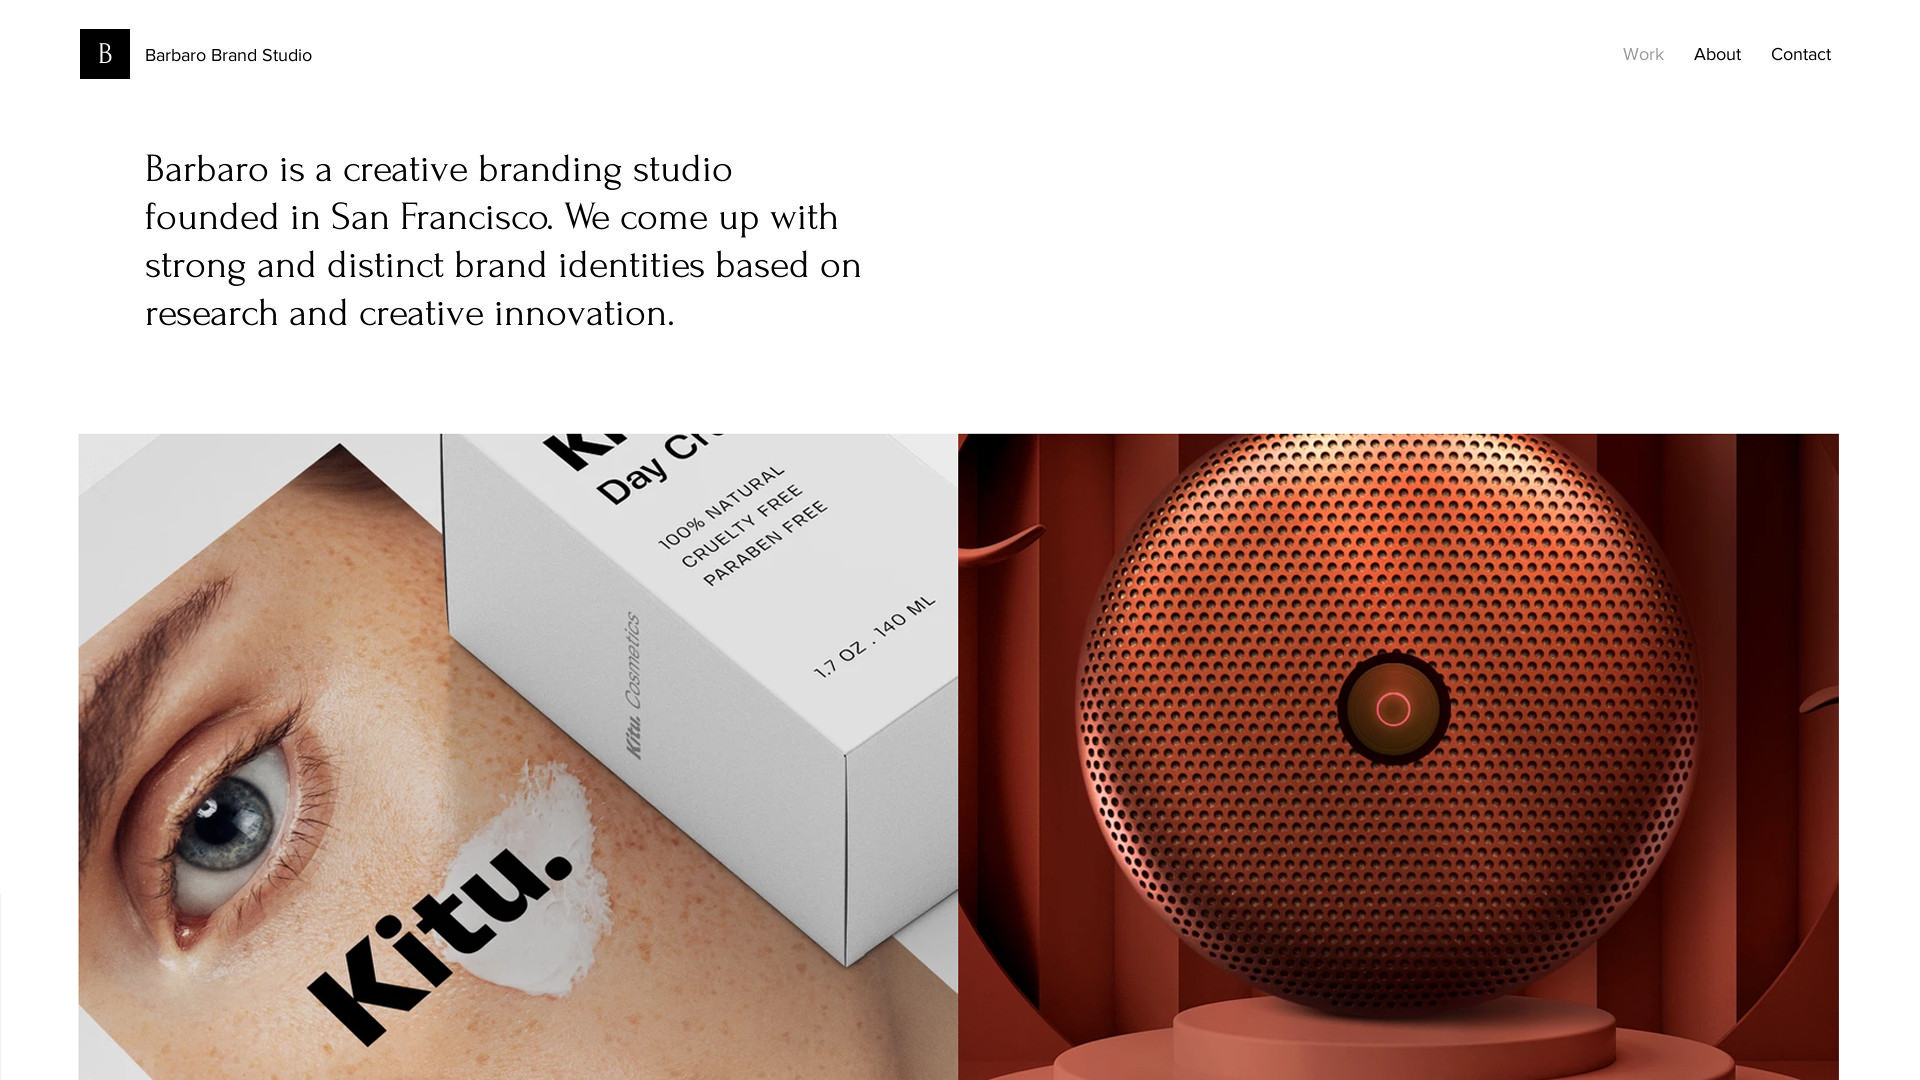 B
Barbaro Brand Studio
Work
About
Contact
Barbaro is a creative branding studio
founded in San Francisco. We come up with
strong and distinct brand identities based on
research and creative innovation.
Day
100% NATURAL
CRUELTY FREE
PARABEN FREE
1.7 OZ . 140 ML
Kitu. Cosmetics
Kitu.